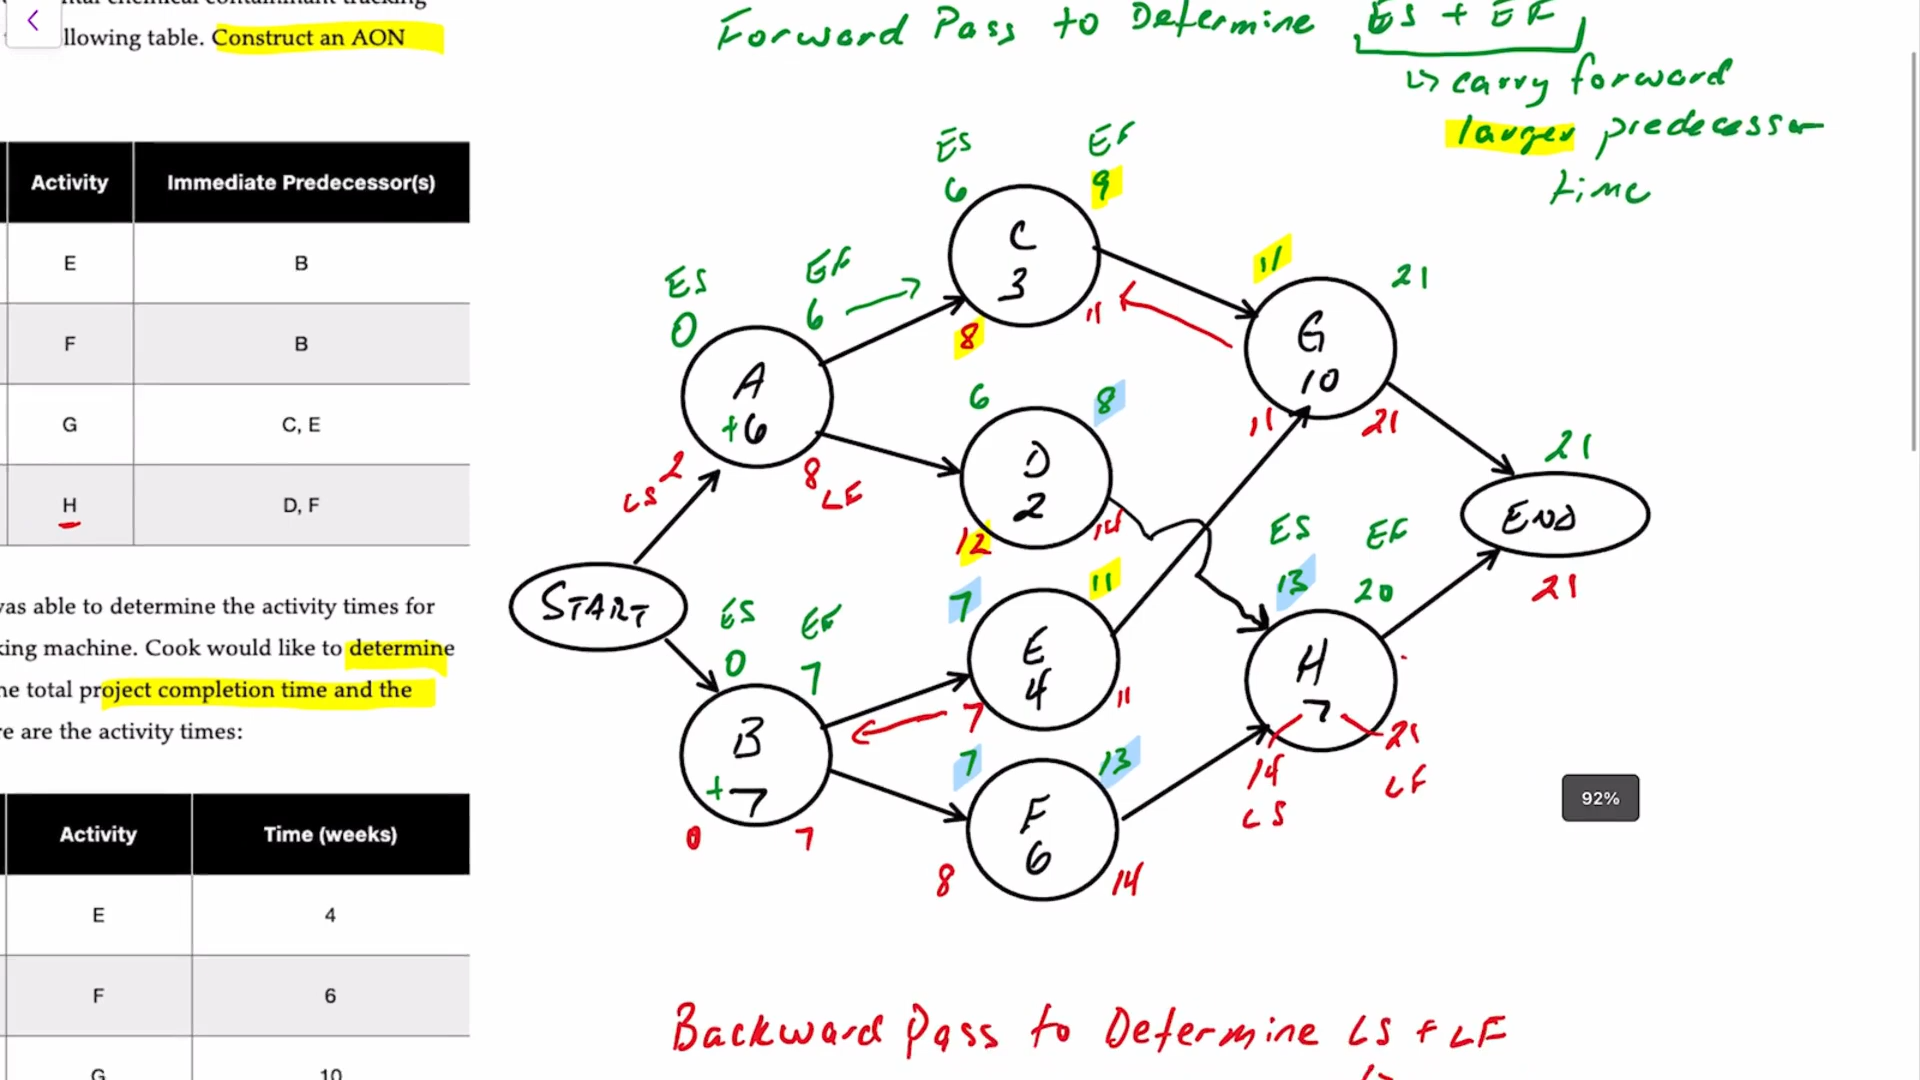 llowing table. Construct an AON
Activity Immediate Predecessor(s)
E B
F B
G C, E
H D, F
was able to determine the activity times for
king machine. Cook would like to determine
he total project completion time and the
re are the activity times:
Activity Time (weeks)
E 4
F 6
G 10
Forward Pass to Determine ES + EF
↳ carry forward
larger predecessor
time
ES EF
6 9
C
3
8 11
ES EF
0 6
A
+6
2 8
LS LF
6 8
D
2
12 14
11 21
G
10
11 21
21
END
21
START
ES EF
0 7
B
+7
0 7
7 11
E
4
7 11
7 13
F
6
8 14
ES EF
13 20
H
7
14 21
LS LF
92%
Backward Pass to Determine LS + LF